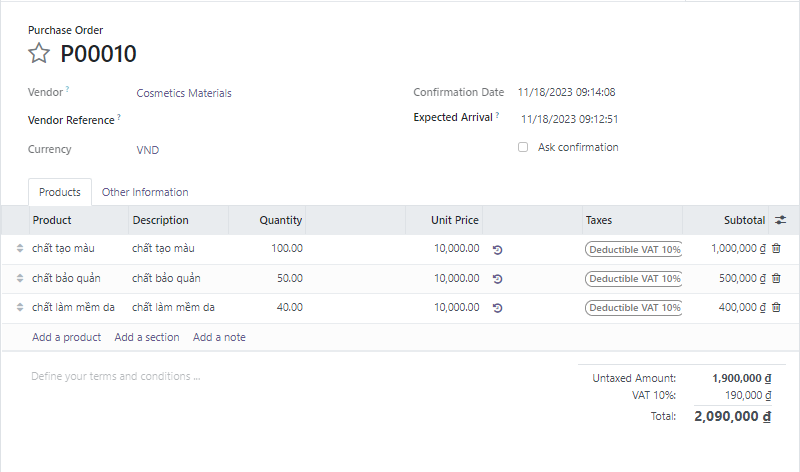 Purchase Order
P00010
Vendor ? Cosmetics Materials Confirmation Date 11/18/2023 09:14:08
Vendor Reference ? Expected Arrival ? 11/18/2023 09:12:51
Currency VND Ask confirmation
Products Other Information
Product Description Quantity Unit Price Taxes Subtotal
chất tạo màu chất tạo màu 100.00 10,000.00 Deductible VAT 10% 1,000,000 ₫
chất bảo quản chất bảo quản 50.00 10,000.00 Deductible VAT 10% 500,000 ₫
chất làm mềm da chất làm mềm da 40.00 10,000.00 Deductible VAT 10% 400,000 ₫
Add a product Add a section Add a note
Define your terms and conditions ...
Untaxed Amount: 1,900,000 ₫
VAT 10%: 190,000 ₫
Total: 2,090,000 ₫